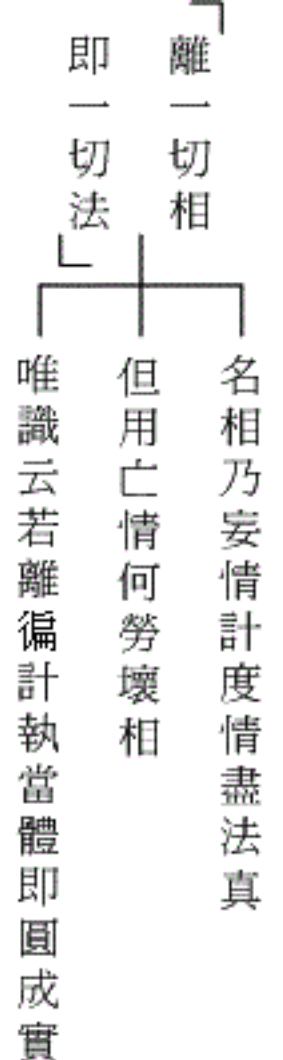 「離一切相
即一切法」
名相乃妄情計度情盡法真
但用亡情何勞壞相
唯識云若離徧計執當體即圓成實